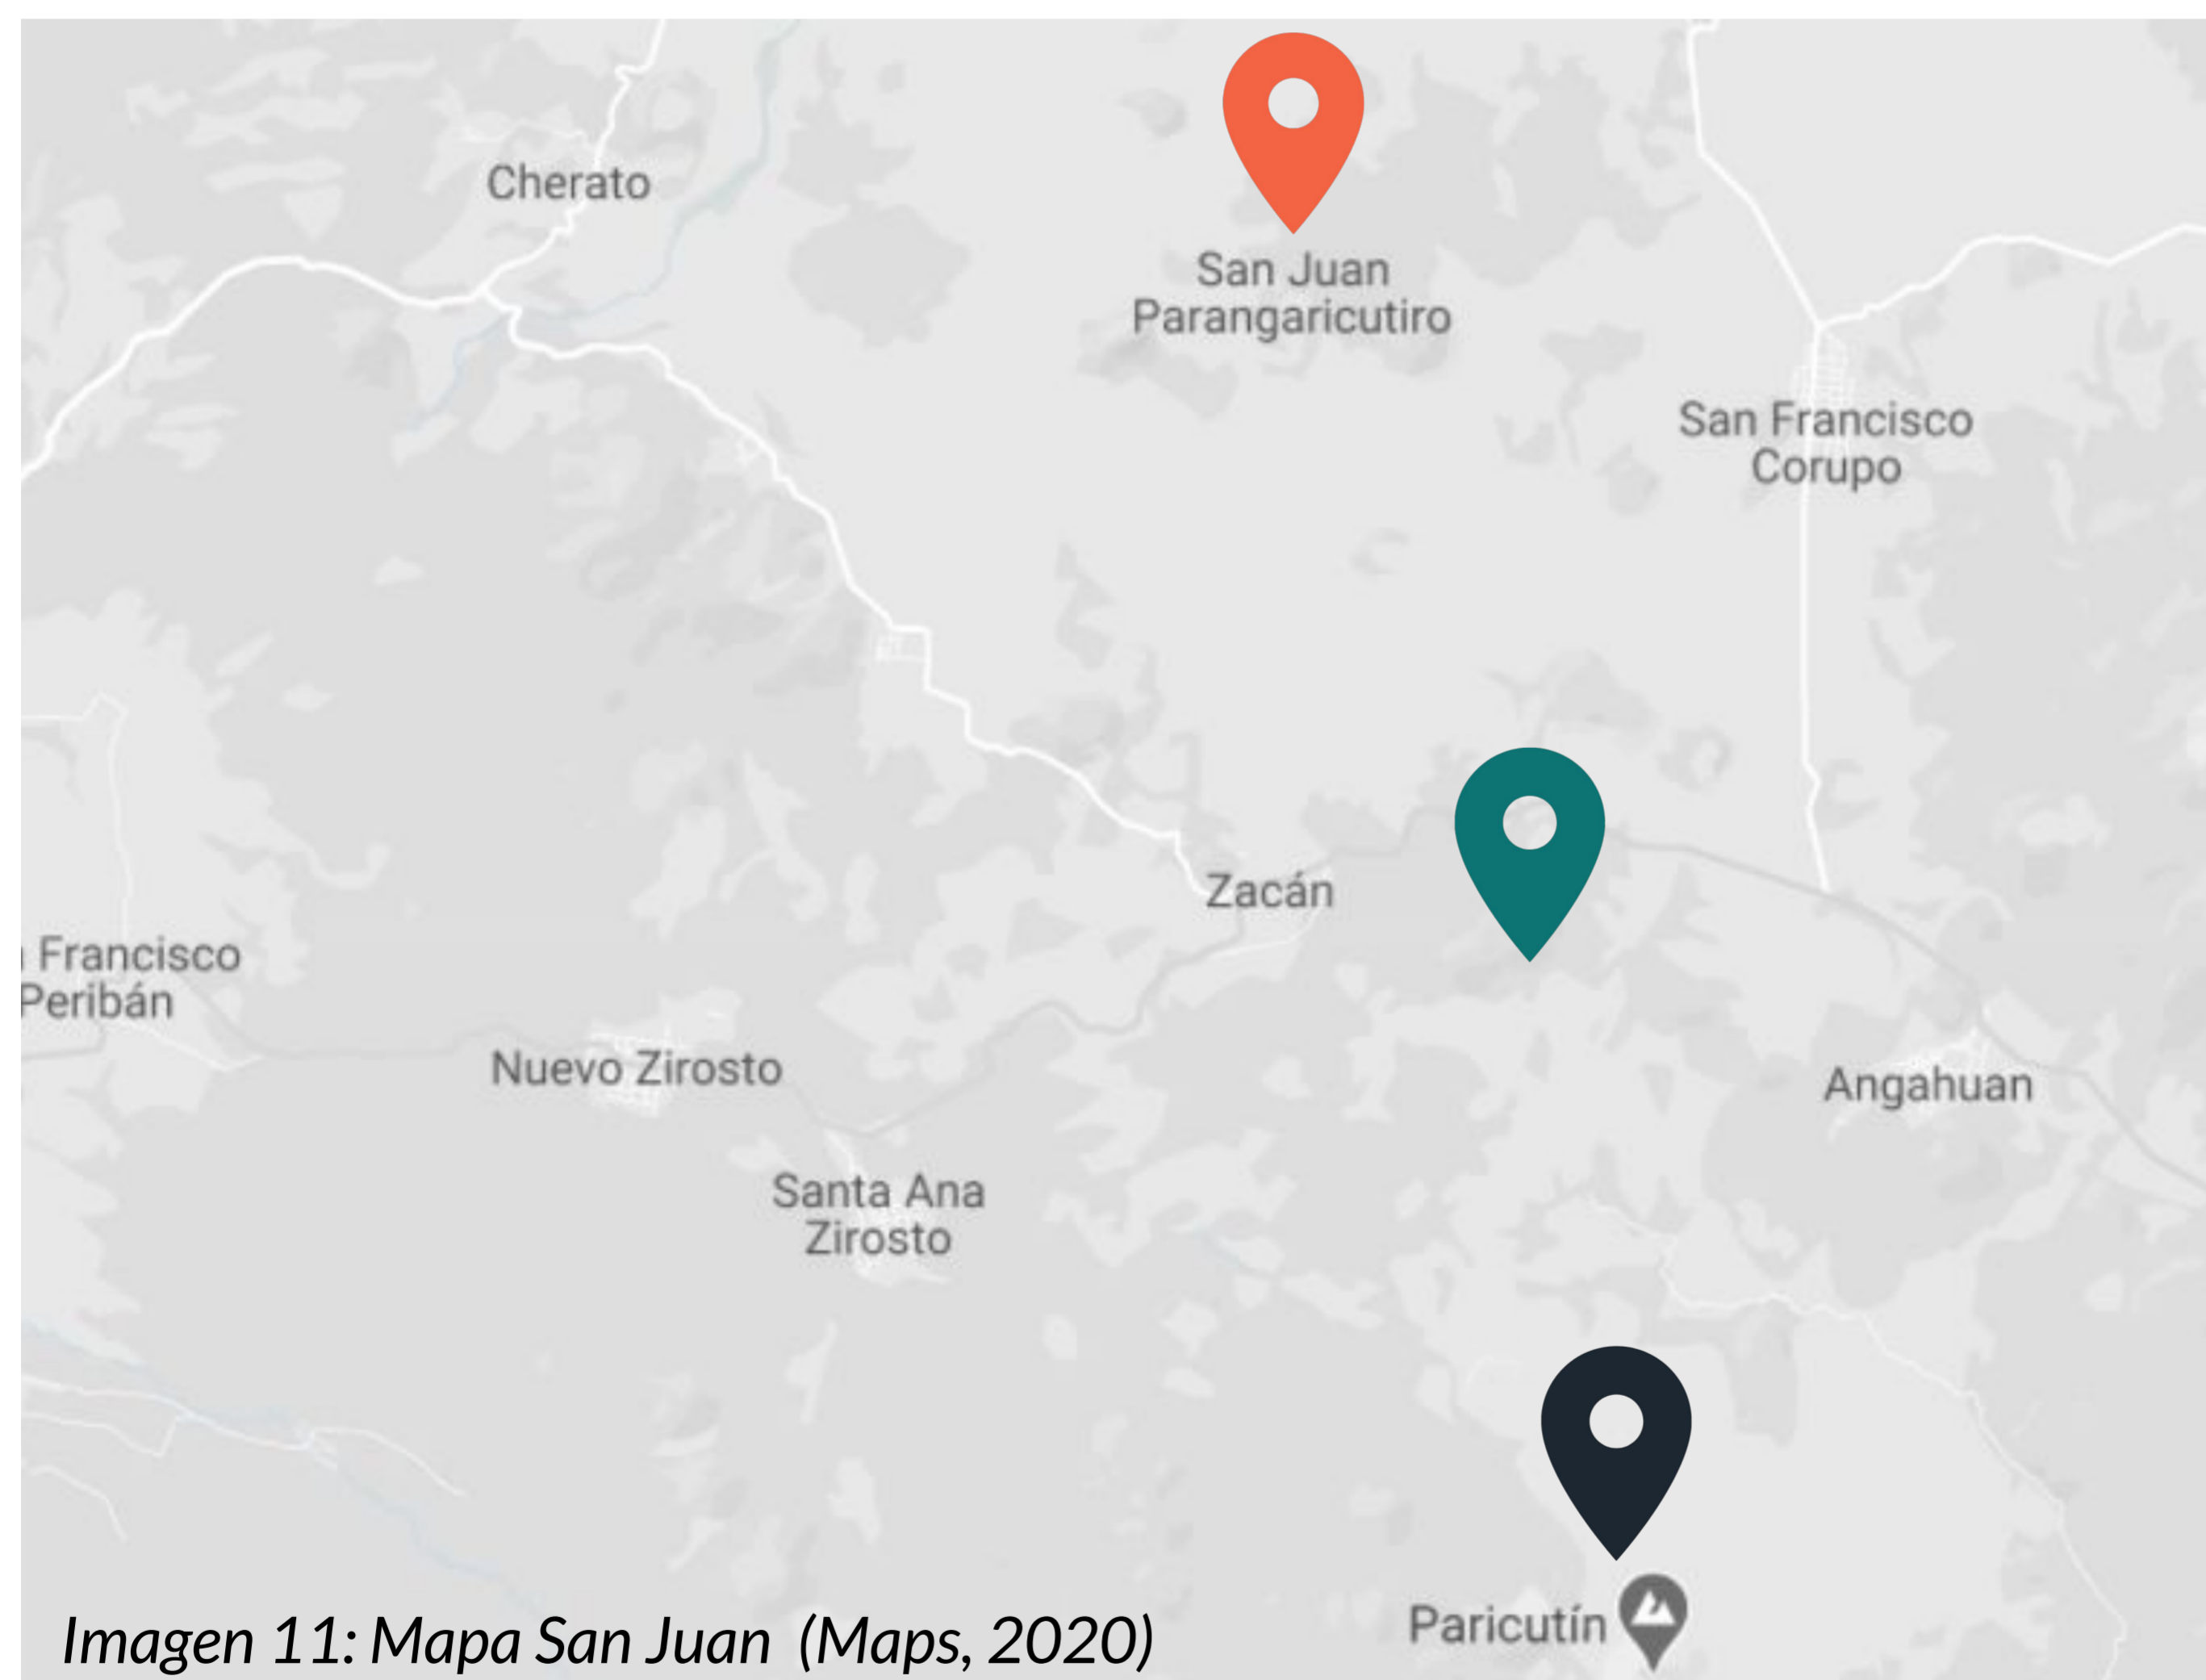 Cherato
San Juan
Parangaricutiro
San Francisco
Corupo
Zacán
Francisco
Peribán
Nuevo Zirosto
Angahuan
Santa Ana
Zirosto
Paricutín
Imagen 11: Mapa San Juan (Maps, 2020)